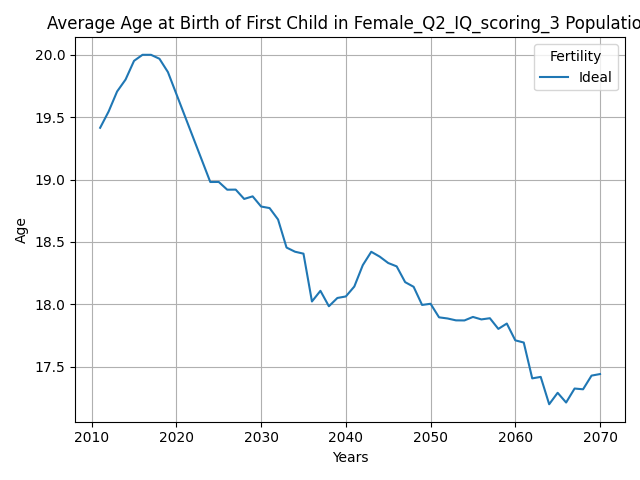 Average Age at Birth of First Child in Female_Q2_IQ_scoring_3 Populatio
Fertility
Ideal
20.0
19.5
19.0
18.5
18.0
17.5
Age
2010 2020 2030 2040 2050 2060 2070
Years